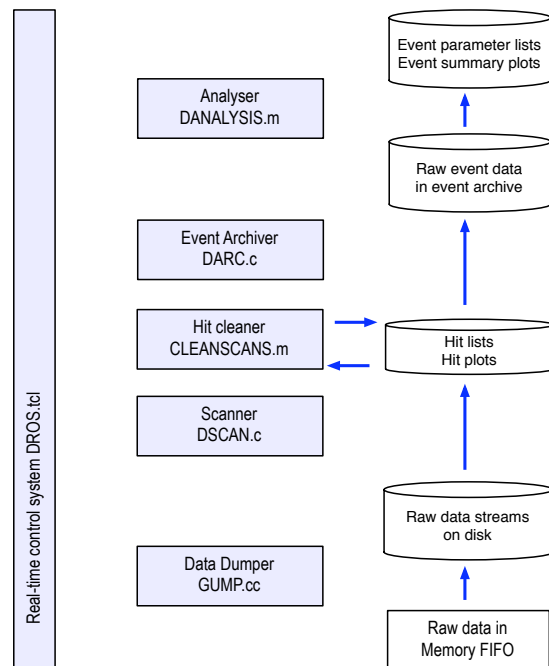 Real-time control system DROS.tcl
Event parameter lists
Event summary plots
Analyser
DANALYSIS.m
Raw event data
in event archive
Event Archiver
DARC.c
Hit cleaner
CLEANSCANS.m
Hit lists
Hit plots
Scanner
DSCAN.c
Raw data streams
on disk
Data Dumper
GUMP.cc
Raw data in
Memory FIFO